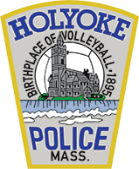 HOLYOKE
BIRTHPLACE OF VOLLEYBALL - 1895
POLICE
MASS.